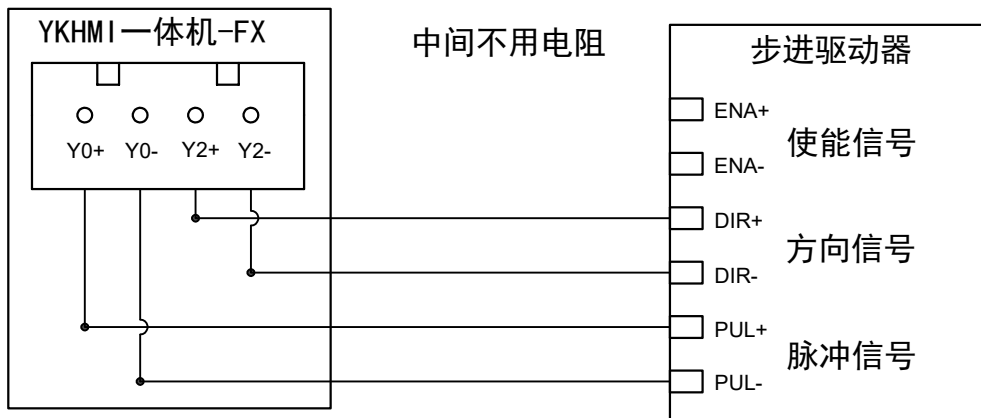 YKHMI一体机-FX
Y0+ Y0- Y2+ Y2-
中间不用电阻
步进驱动器
ENA+
使能信号
ENA-
DIR+
方向信号
DIR-
PUL+
脉冲信号
PUL-